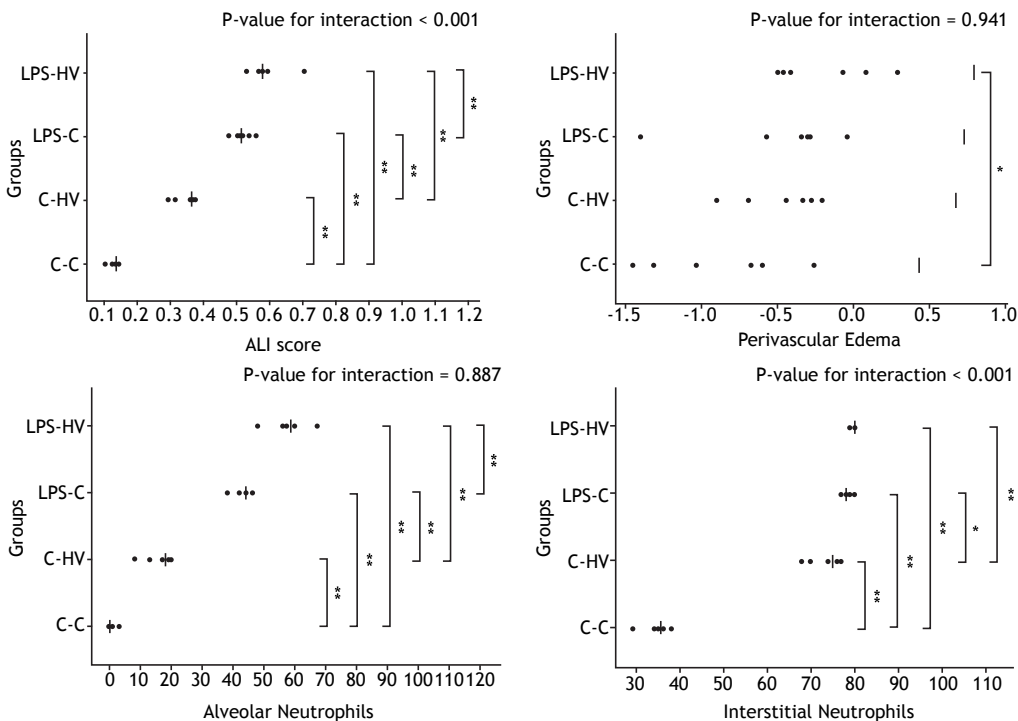 P-value for interaction < 0.001
LPS-HV
LPS-C
C-HV
C-C
Groups
**
**
**
**
**
**
0.1 0.2 0.3 0.4 0.5 0.6 0.7 0.8 0.9 1.0 1.1 1.2
ALI score
P-value for interaction = 0.941
LPS-HV
LPS-C
C-HV
C-C
Groups
*
-1.5 -1.0 -0.5 0.0 0.5 1.0
Perivascular Edema
P-value for interaction = 0.887
LPS-HV
LPS-C
C-HV
C-C
Groups
**
**
**
**
**
**
0 10 20 30 40 50 60 70 80 90 100 110 120
Alveolar Neutrophils
P-value for interaction < 0.001
LPS-HV
LPS-C
C-HV
C-C
Groups
**
**
**
*
**
30 40 50 60 70 80 90 100 110
Interstitial Neutrophils